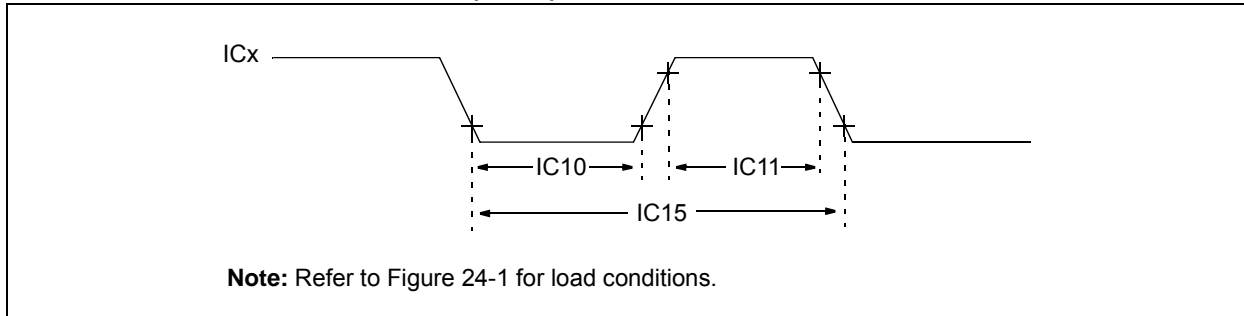 ICx
IC10
IC11
IC15
Note: Refer to Figure 24-1 for load conditions.